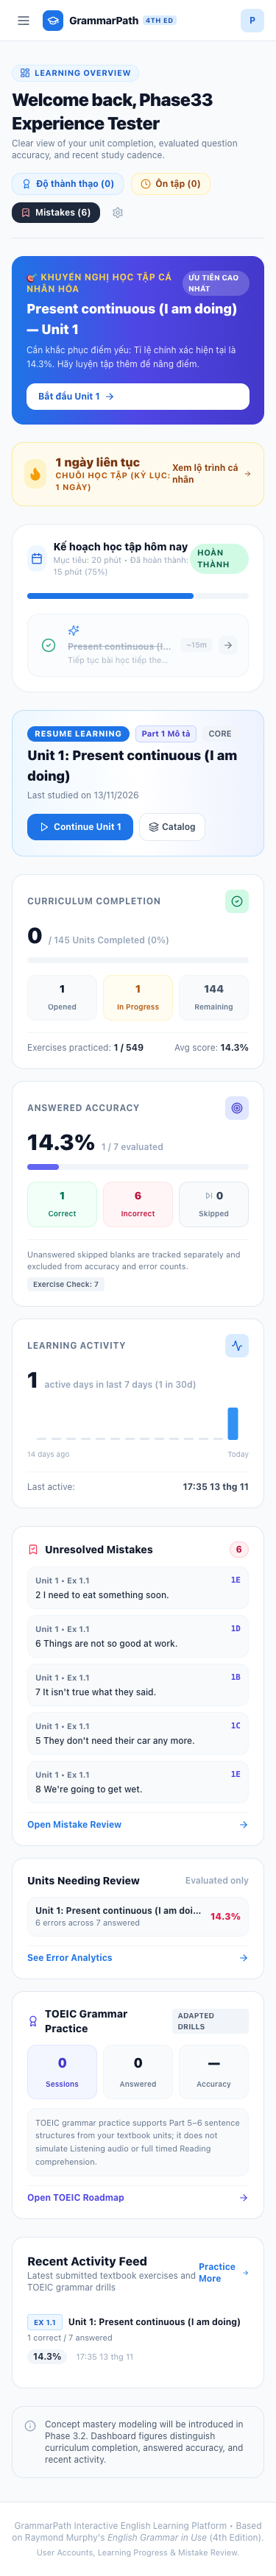 GrammarPath 4TH ED
P
LEARNING OVERVIEW
Welcome back, Phase33
Experience Tester
Clear view of your unit completion, evaluated question
accuracy, and recent study cadence.
Độ thành thạo (0)
Ôn tập (0)
Mistakes (6)
KHUYẾN NGHỊ HỌC TẬP CÁ
NHÂN HÓA
ƯU TIÊN CAO
NHẤT
Present continuous (I am doing)
— Unit 1
Cần khắc phục điểm yếu: Tỉ lệ chính xác hiện tại là
14.3%. Hãy luyện tập thêm để nâng điểm.
Bắt đầu Unit 1
1 ngày liên tục
CHUỖI HỌC TẬP (KỶ LỤC:
1 NGÀY)
Xem lộ trình cá
nhân
Kế hoạch học tập hôm nay
Mục tiêu: 20 phút • Đã hoàn thành:
15 phút (75%)
HOÀN
THÀNH
Present continuous (I...
Tiếp tục bài học tiếp the...
~15m
RESUME LEARNING
Part 1 Mô tả
CORE
Unit 1: Present continuous (I am
doing)
Last studied on 13/11/2026
Continue Unit 1
Catalog
CURRICULUM COMPLETION
0 / 145 Units Completed (0%)
1
Opened
1
In Progress
144
Remaining
Exercises practiced: 1 / 549
Avg score: 14.3%
ANSWERED ACCURACY
14.3% 1 / 7 evaluated
1
Correct
6
Incorrect
0
Skipped
Unanswered skipped blanks are tracked separately and
excluded from accuracy and error counts.
Exercise Check: 7
LEARNING ACTIVITY
1 active days in last 7 days (1 in 30d)
14 days ago
Today
Last active:
17:35 13 thg 11
Unresolved Mistakes
6
Unit 1 • Ex 1.1
1E
2 I need to eat something soon.
Unit 1 • Ex 1.1
1D
6 Things are not so good at work.
Unit 1 • Ex 1.1
1B
7 It isn't true what they said.
Unit 1 • Ex 1.1
1C
5 They don't need their car any more.
Unit 1 • Ex 1.1
1E
8 We're going to get wet.
Open Mistake Review
Units Needing Review
Evaluated only
Unit 1: Present continuous (I am doi...
6 errors across 7 answered
14.3%
See Error Analytics
TOEIC Grammar
Practice
ADAPTED
DRILLS
0
Sessions
0
Answered
—
Accuracy
TOEIC grammar practice supports Part 5–6 sentence
structures from your textbook units; it does not
simulate Listening audio or full timed Reading
comprehension.
Open TOEIC Roadmap
Recent Activity Feed
Latest submitted textbook exercises and
TOEIC grammar drills
Practice
More
EX 1.1
Unit 1: Present continuous (I am doing)
1 correct / 7 answered
14.3%
17:35 13 thg 11
Concept mastery modeling will be introduced in
Phase 3.2. Dashboard figures distinguish
curriculum completion, answered accuracy, and
recent activity.
GrammarPath Interactive English Learning Platform • Based
on Raymond Murphy's English Grammar in Use (4th Edition).
User Accounts, Learning Progress & Mistake Review.